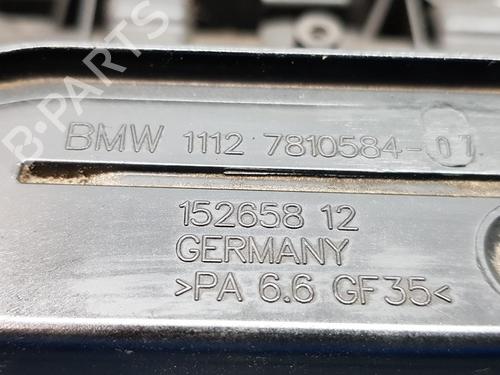 B-PARTS
BMW 1112 7810584-01
152658 12
GERMANY
>PA 6.6 GF35<